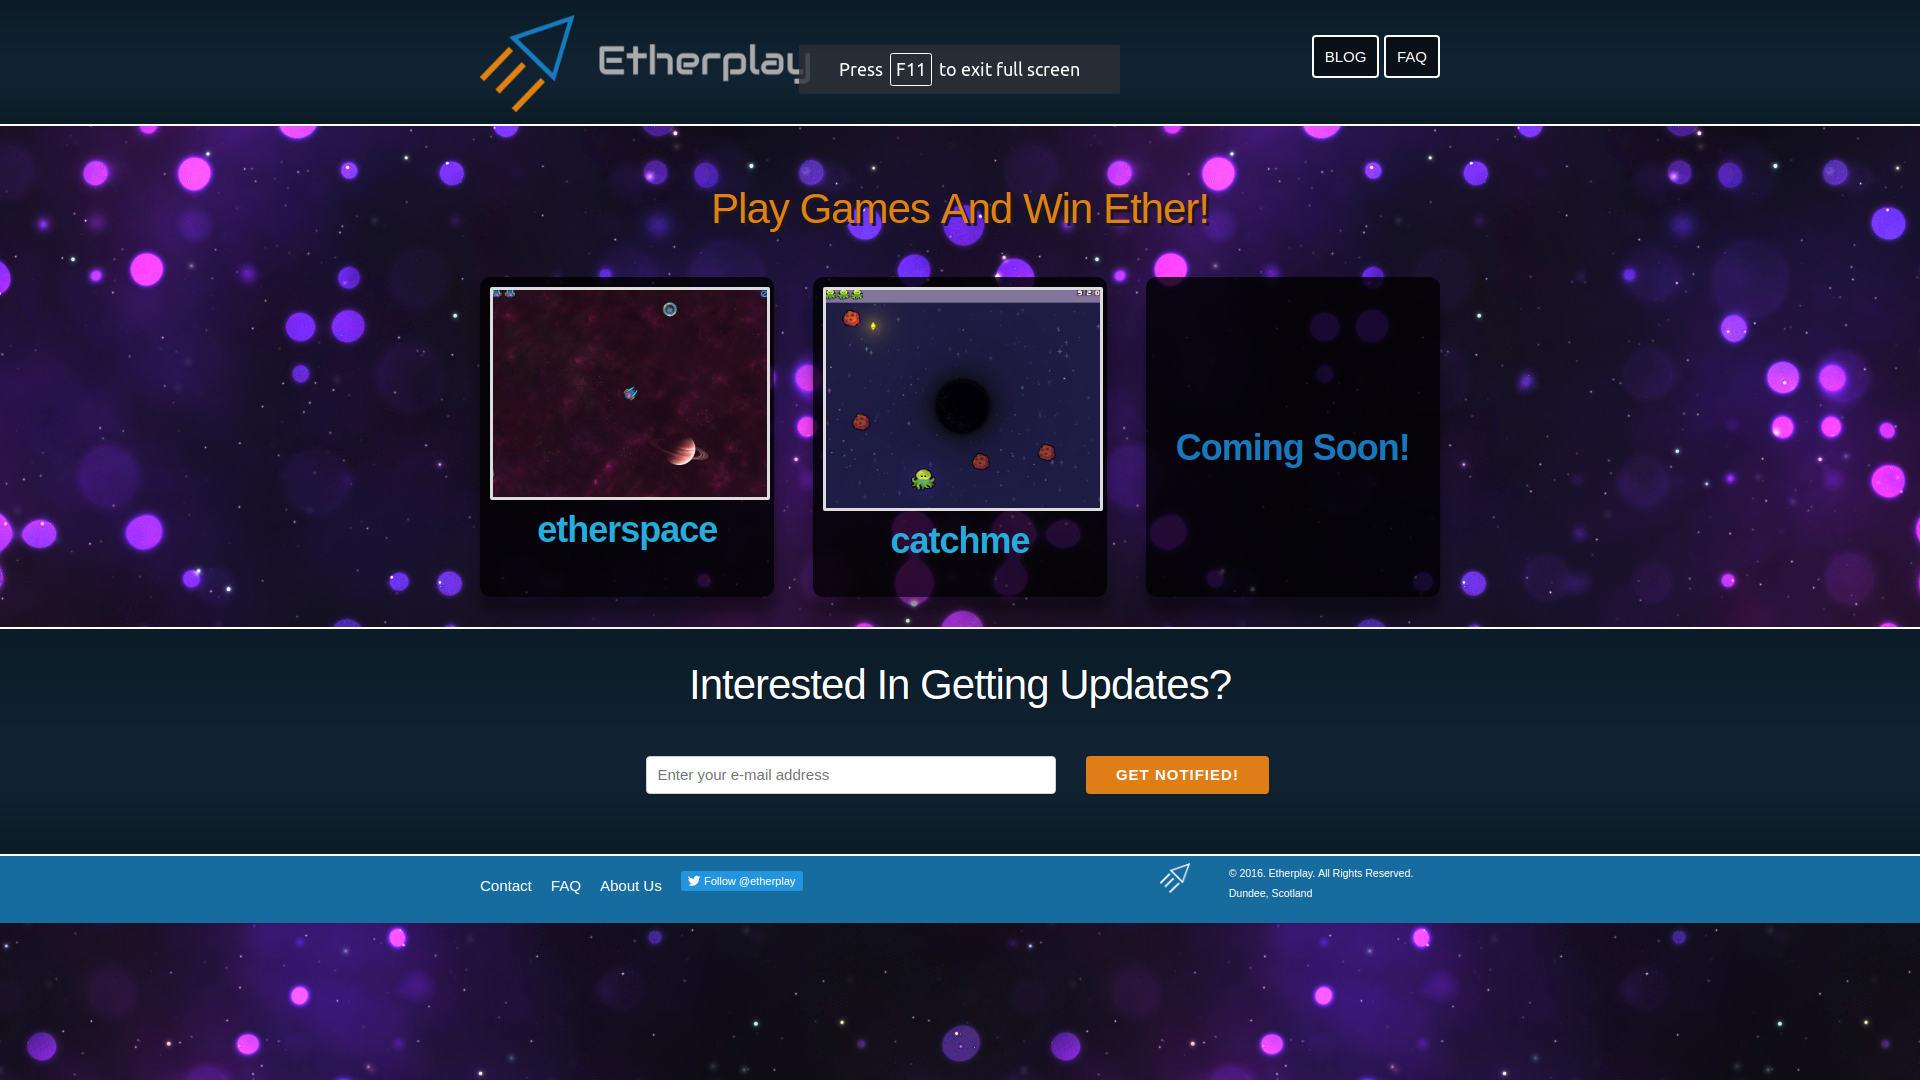 Etherplay
Press F11 to exit full screen
BLOG
FAQ
Play Games And Win Ether!
920
etherspace
catchme
Coming Soon!
Interested In Getting Updates?
Enter your e-mail address
GET NOTIFIED!
Contact
FAQ
About Us
Follow @etherplay
© 2016. Etherplay. All Rights Reserved.
Dundee, Scotland